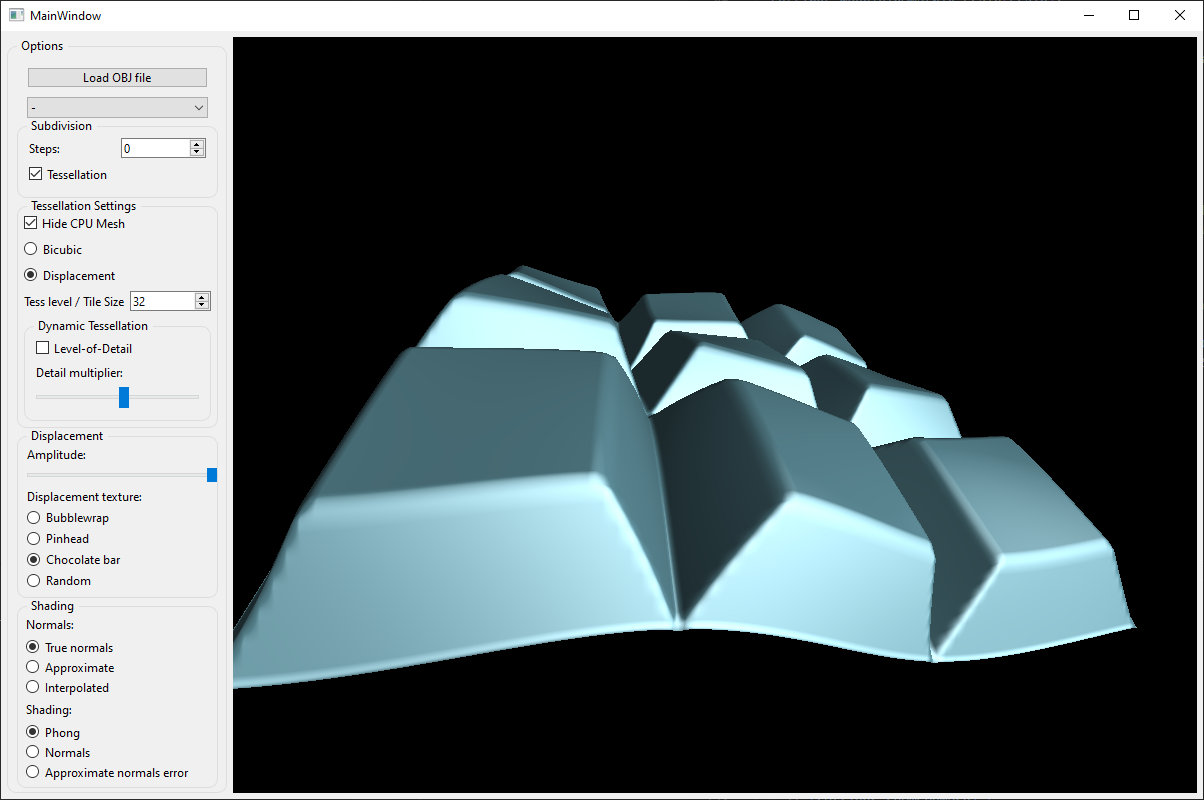 MainWindow
Options
Load OBJ file
-
Subdivision
Steps: 0
Tessellation
Tessellation Settings
Hide CPU Mesh
Bicubic
Displacement
Tess level / Tile Size 32
Dynamic Tessellation
Level-of-Detail
Detail multiplier:
Displacement
Amplitude:
Displacement texture:
Bubblewrap
Pinhead
Chocolate bar
Random
Shading
Normals:
True normals
Approximate
Interpolated
Shading:
Phong
Normals
Approximate normals error